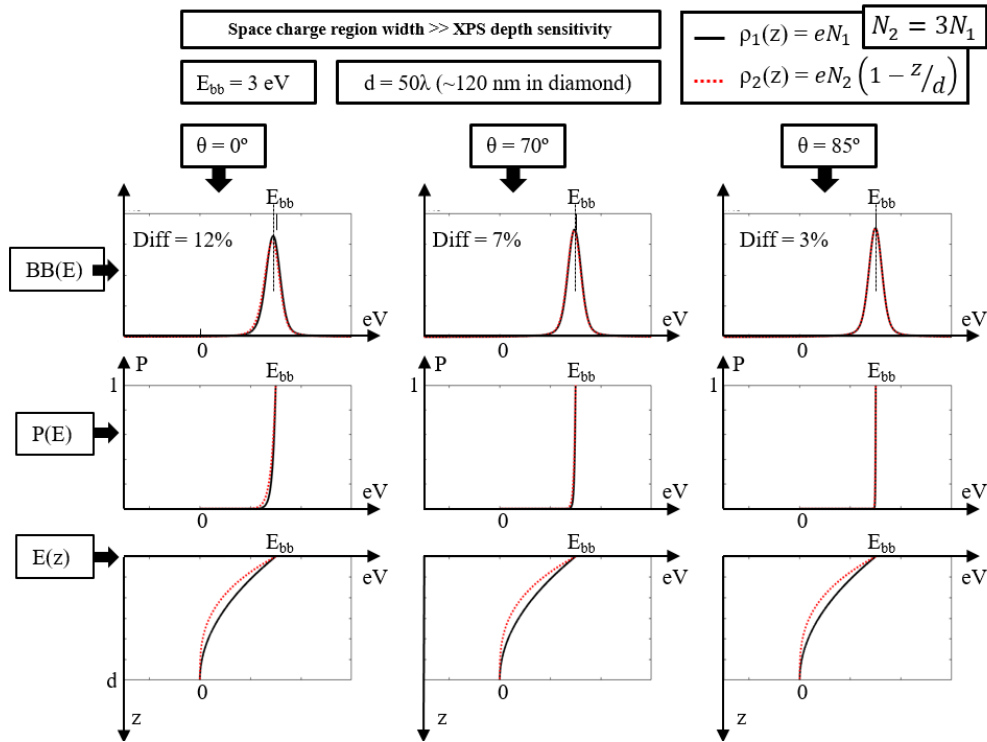 Space charge region width >> XPS depth sensitivity
E_bb = 3 eV
d = 50λ (~120 nm in diamond)
ρ₁(z) = eN₁
N₂ = 3N₁
ρ₂(z) = eN₂ (1 − z/d)
θ = 0º
θ = 70º
θ = 85º
BB(E)
E_bb
Diff = 12%
eV
0
E_bb
Diff = 7%
eV
0
E_bb
Diff = 3%
eV
0
P(E)
P
1
E_bb
eV
0
P
1
E_bb
eV
0
P
1
E_bb
eV
0
E(z)
E_bb
eV
d
0
z
E_bb
eV
0
z
E_bb
eV
0
z